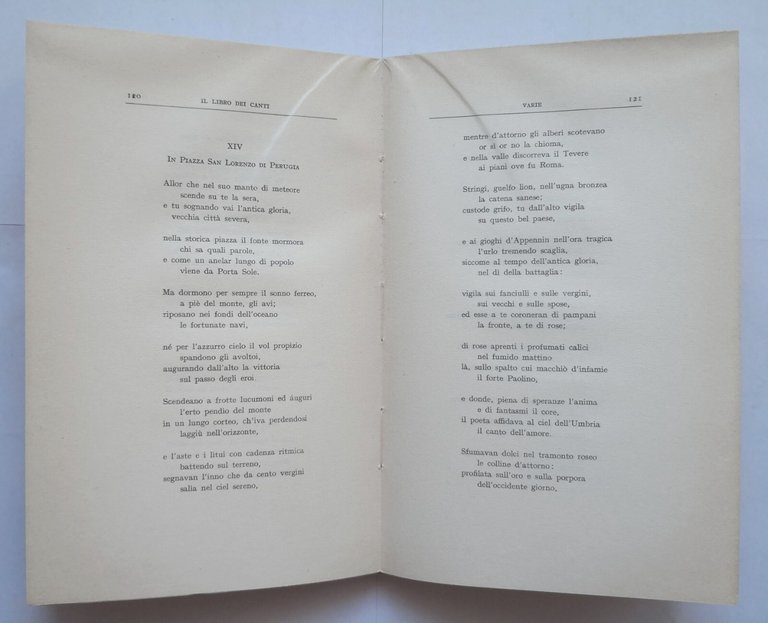 120
IL LIBRO DEI CANTI
XIV
IN PIAZZA SAN LORENZO DI PERUGIA
Allor che nel suo manto di meteore
scende su te la sera,
e tu sognando vai l'antica gloria,
vecchia città severa,
nella storica piazza il fonte mormora
chi sa quali parole,
e come un anelar lungo di popolo
viene da Porta Sole.
Ma dormono per sempre il sonno ferreo,
a piè del monte, gli avi;
riposano nei fondi dell'oceano
le fortunate navi,
né per l'azzurro cielo il vol propizio
spandono gli avoltoi,
augurando dall'alto la vittoria
sul passo degli eroi.
Scendeano a frotte lucumoni ed àuguri
l'erto pendìo del monte
in un lungo corteo, ch'iva perdendosi
laggiù nell'orizzonte,
e l'aste e i litui con cadenza ritmica
battendo sul terreno,
segnavan l'inno che da cento vergini
salìa nel ciel sereno,
VARIE
121
mentre d'attorno gli alberi scotevano
or sì or no la chioma,
e nella valle discorreva il Tevere
ai piani ove fu Roma.
Stringi, guelfo lion, nell'ugna bronzea
la catena sanese;
custode grifo, tu dall'alto vigila
su questo bel paese,
e ai gioghi d'Appennin nell'ora tragica
l'urlo tremendo scaglia,
siccome al tempo dell'antica gloria,
nel dì della battaglia:
vigila sui fanciulli e sulle vergini,
sui vecchi e sulle spose,
ed esse a te coroneran di pampani
la fronte, a te di rose;
di rose aprenti i profumati calici
nel fumido mattino
là, sullo spalto cui macchiò d'infamie
il forte Paolino,
e donde, piena di speranze l'anima
e di fantasmi il core,
il poeta affidava al ciel dell'Umbria
il canto dell'amore.
Sfumavan dolci nel tramonto roseo
le colline d'attorno:
profilata sull'oro e sulla porpora
dell'occidente giorno,